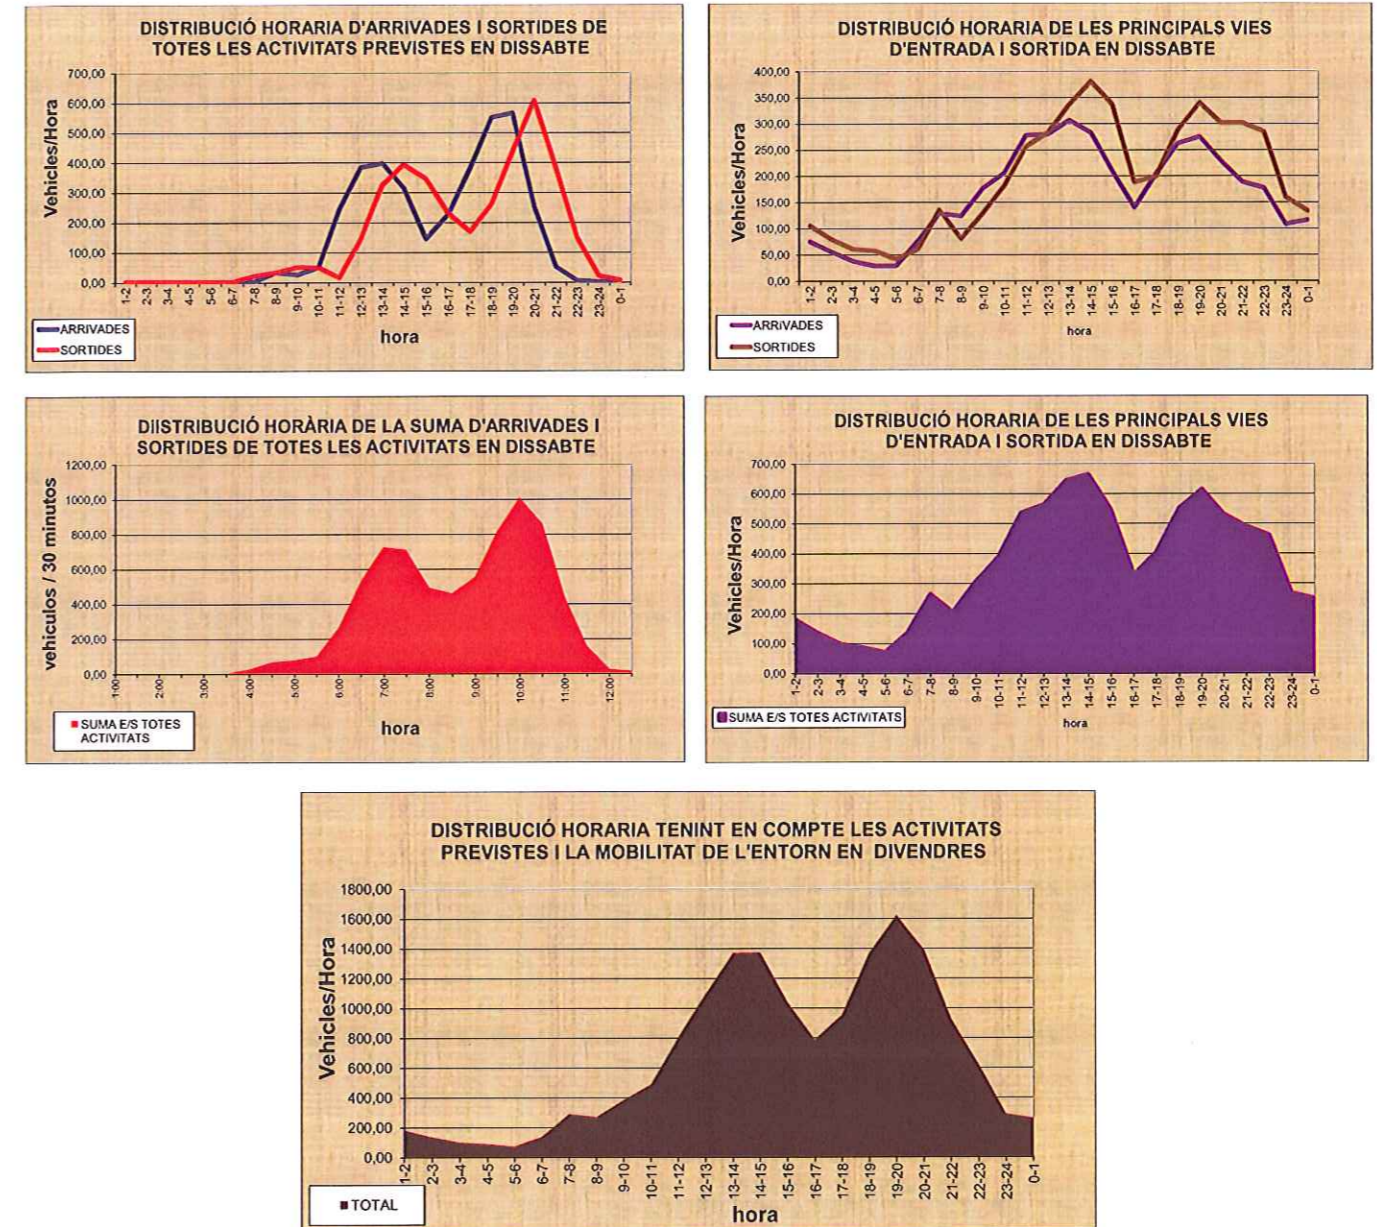 DISTRIBUCIÓ HORARIA D'ARRIVADES I SORTIDES DE
TOTES LES ACTIVITATS PREVISTES EN DISSABTE
Vehicles/Hora
700,00
600,00
500,00
400,00
300,00
200,00
100,00
0,00
1-2 2-3 3-4 4-5 5-6 6-7 7-8 8-9 9-10 10-11 11-12 12-13 13-14 14-15 15-16 16-17 17-18 18-19 19-20 20-21 21-22 22-23 23-24 0-1
ARRIVADES
SORTIDES
hora
DISTRIBUCIÓ HORARIA DE LES PRINCIPALS VIES
D'ENTRADA I SORTIDA EN DISSABTE
Vehicles/Hora
400,00
350,00
300,00
250,00
200,00
150,00
100,00
50,00
0,00
1-2 2-3 3-4 4-5 5-6 6-7 7-8 8-9 9-10 10-11 11-12 12-13 13-14 14-15 15-16 16-17 17-18 18-19 19-20 20-21 21-22 22-23 23-24 0-1
ARRIVADES
SORTIDES
hora
DIISTRIBUCIÓ HORÀRIA DE LA SUMA D'ARRIVADES I
SORTIDES DE TOTES LES ACTIVITATS EN DISSABTE
vehiculos / 30 minutos
1200,00
1000,00
800,00
600,00
400,00
200,00
0,00
1:00 2:00 3:00 4:00 5:00 6:00 7:00 8:00 9:00 10:00 11:00 12:00
SUMA E/S TOTES
ACTIVITATS
hora
DISTRIBUCIÓ HORARIA DE LES PRINCIPALS VIES
D'ENTRADA I SORTIDA EN DISSABTE
Vehicles/Hora
700,00
600,00
500,00
400,00
300,00
200,00
100,00
0,00
1-2 2-3 3-4 4-5 5-6 6-7 7-8 8-9 9-10 10-11 11-12 12-13 13-14 14-15 15-16 16-17 17-18 18-19 19-20 20-21 21-22 22-23 23-24 0-1
SUMA E/S TOTES ACTIVITATS
hora
DISTRIBUCIÓ HORARIA TENINT EN COMPTE LES ACTIVITATS
PREVISTES I LA MOBILITAT DE L'ENTORN EN DIVENDRES
Vehicles/Hora
1800,00
1600,00
1400,00
1200,00
1000,00
800,00
600,00
400,00
200,00
0,00
1-2 2-3 3-4 4-5 5-6 6-7 7-8 8-9 9-10 10-11 11-12 12-13 13-14 14-15 15-16 16-17 17-18 18-19 19-20 20-21 21-22 22-23 23-24 0-1
TOTAL
hora